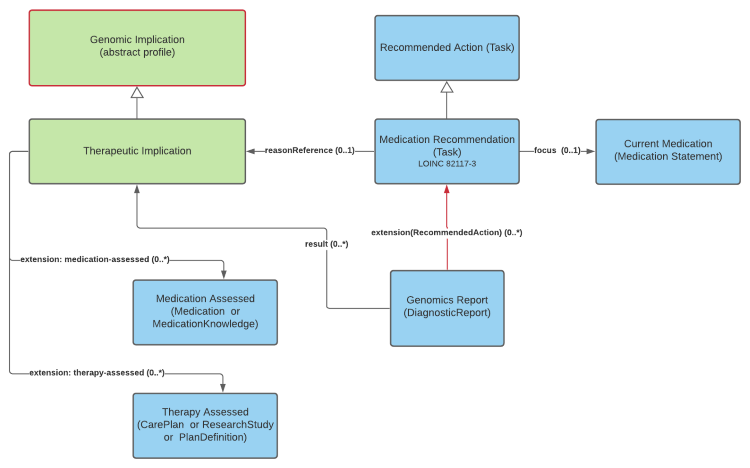 Genomic Implication
(abstract profile)
Recommended Action (Task)
Therapeutic Implication
reasonReference (0..1)
Medication Recommendation
(Task)
LOINC 82117-3
focus (0..1)
Current Medication
(Medication Statement)
extension(RecommendedAction) (0..*)
result (0..*)
extension: medication-assessed (0..*)
Medication Assessed
(Medication or
MedicationKnowledge)
Genomics Report
(DiagnosticReport)
extension: therapy-assessed (0..*)
Therapy Assessed
(CarePlan or ResearchStudy
or PlanDefinition)